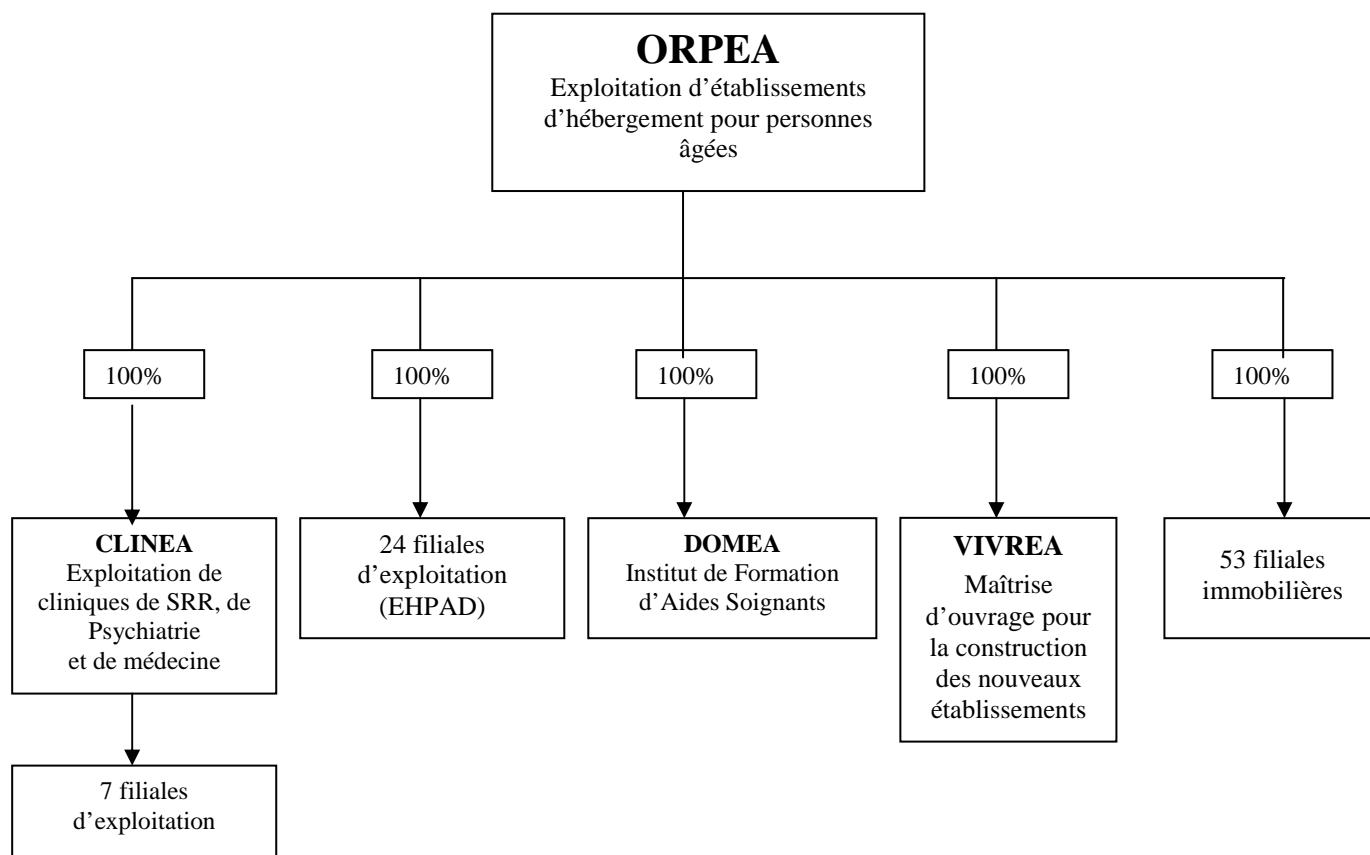 ORPEA
Exploitation d'établissements
d'hébergement pour personnes
âgées
100%
100%
100%
100%
100%
CLINEA
Exploitation de
cliniques de SRR, de
Psychiatrie
et de médecine
24 filiales
d'exploitation
(EHPAD)
DOMEA
Institut de Formation
d'Aides Soignants
VIVREA
Maîtrise
d'ouvrage pour
la construction
des nouveaux
établissements
53 filiales
immobilières
7 filiales
d'exploitation